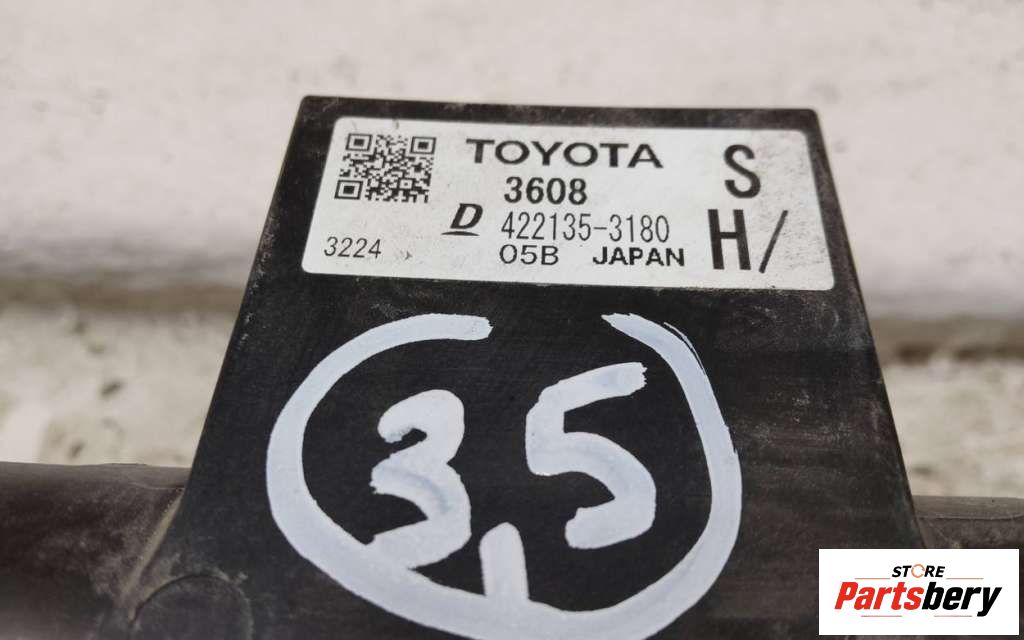 TOYOTA S
3608
D 422135-3180 H/
3224 05B JAPAN
3,5
STORE
Partsbery